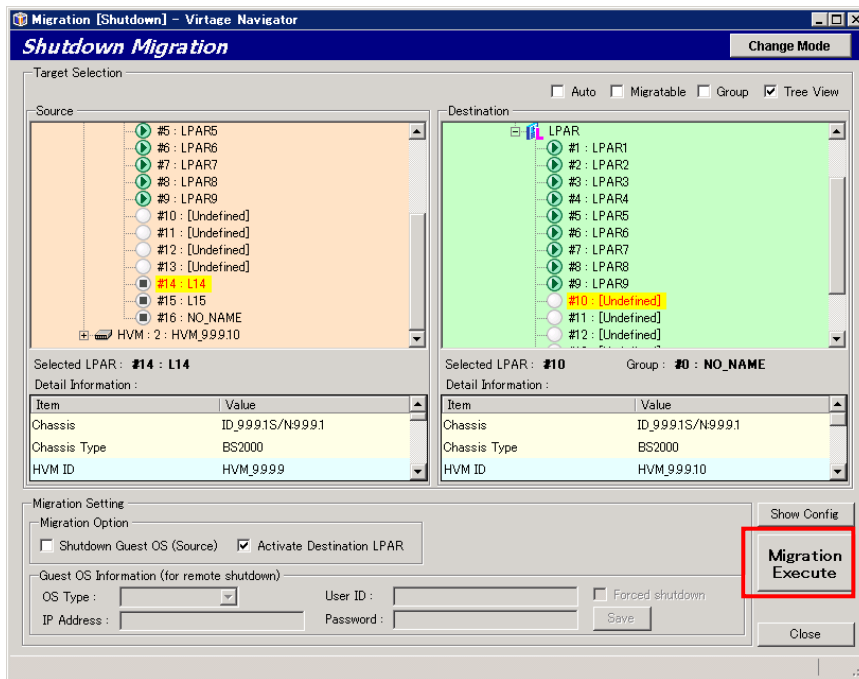 Migration [Shutdown] - Virtage Navigator
Shutdown Migration
Change Mode
Target Selection
Auto Migratable Group Tree View
Source
#5 : LPAR5
#6 : LPAR6
#7 : LPAR7
#8 : LPAR8
#9 : LPAR9
#10 : [Undefined]
#11 : [Undefined]
#12 : [Undefined]
#13 : [Undefined]
#14 : L14
#15 : L15
#16 : NO_NAME
HVM : 2 : HVM_9.9.9.10
Selected LPAR : #14 : L14
Detail Information :
Item Value
Chassis ID_9.9.9.1S/N:9.9.9.1
Chassis Type BS2000
HVM ID HVM_9.9.9.9
Destination
LPAR
#1 : LPAR1
#2 : LPAR2
#3 : LPAR3
#4 : LPAR4
#5 : LPAR5
#6 : LPAR6
#7 : LPAR7
#8 : LPAR8
#9 : LPAR9
#10 : [Undefined]
#11 : [Undefined]
#12 : [Undefined]
Selected LPAR : #10 Group : #0 : NO_NAME
Detail Information :
Item Value
Chassis ID_9.9.9.1S/N:9.9.9.1
Chassis Type BS2000
HVM ID HVM_9.9.9.10
Migration Setting
Migration Option
Shutdown Guest OS (Source) Activate Destination LPAR
Guest OS Information (for remote shutdown)
OS Type : User ID : Forced shutdown
IP Address : Password : Save
Show Config
Migration
Execute
Close